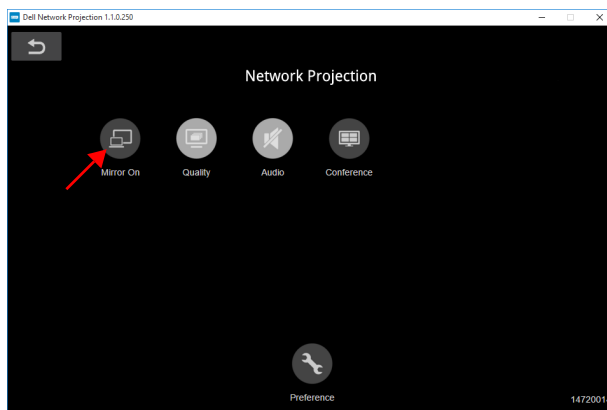 Dell Network Projection 1.1.0.250
Network Projection
Mirror On
Quality
Audio
Conference
Preference